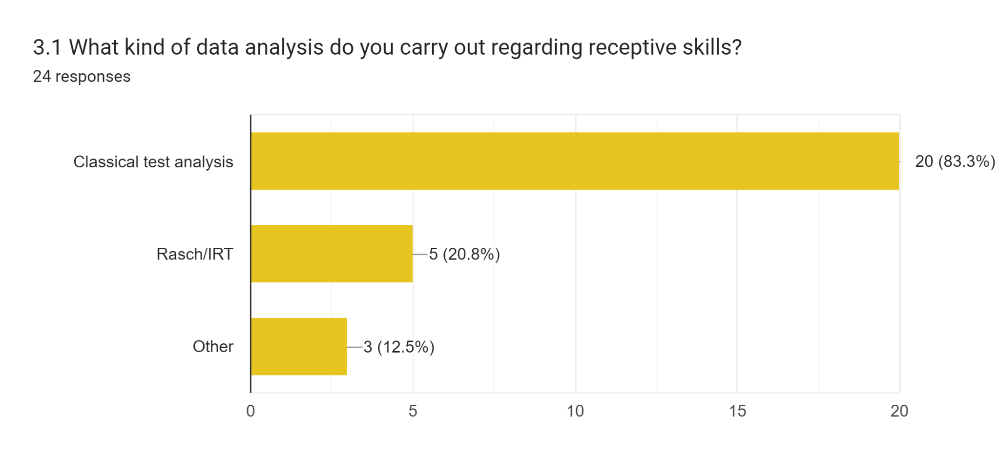 3.1 What kind of data analysis do you carry out regarding receptive skills?
24 responses
Classical test analysis
20 (83.3%)
Rasch/IRT
5 (20.8%)
Other
3 (12.5%)
0 5 10 15 20